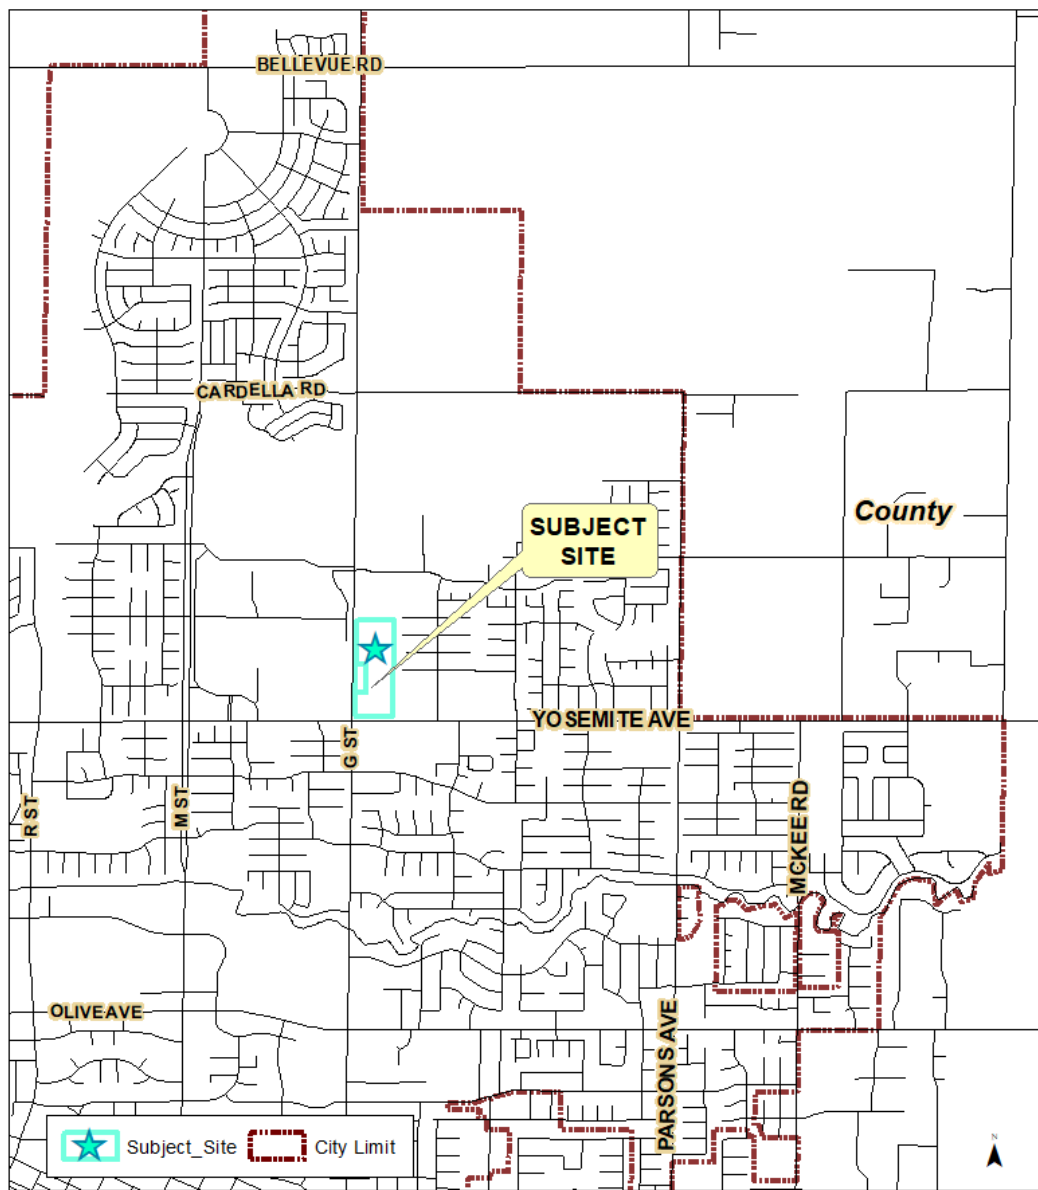 BELLEVUE RD
CARDELLA RD
County
SUBJECT
SITE
YOSEMITE AVE
G ST
M ST
R ST
MCKEE RD
OLIVE AVE
PARSONS AVE
Subject_Site
City Limit
N